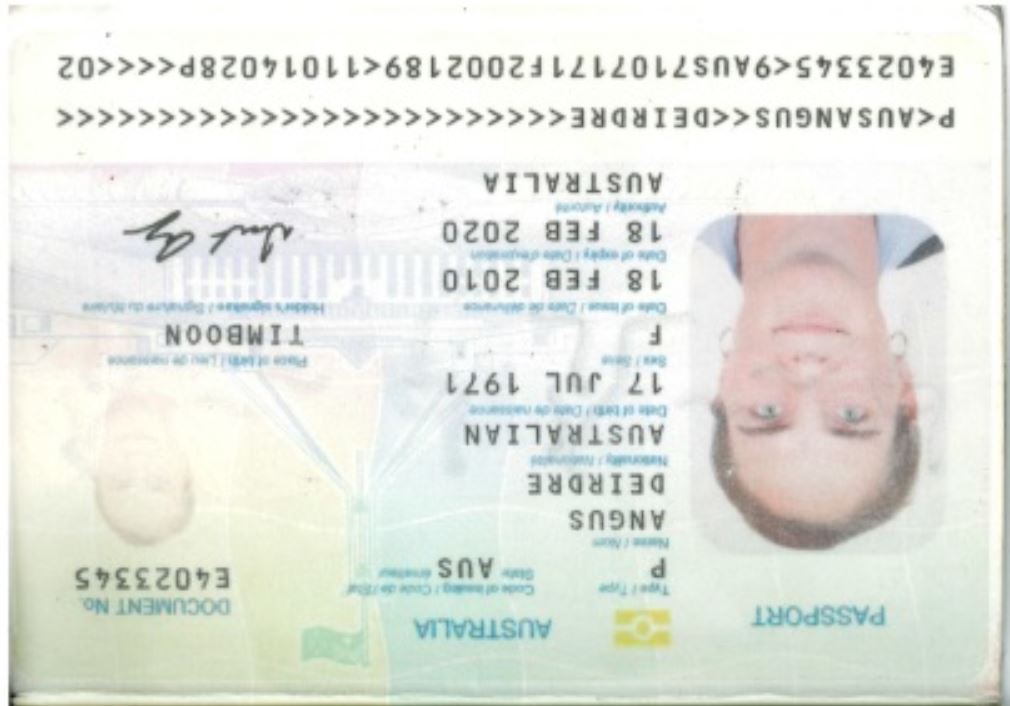 PASSPORT
AUSTRALIA
DOCUMENT No.
E4023345
Type / Type
Code of issuing / Code de l'État
State émetteur
P
AUS
Name / Nom
ANGUS
DEIRDRE
Nationality / Nationalité
AUSTRALIAN
Date of birth / Date de naissance
17 JUL 1971
Sex / Sexe
Place of birth / Lieu de naissance
F
TIMBOON
Date of issue / Date de délivrance
Holder's signature / Signature du titulaire
18 FEB 2010
Date of expiry / Date d'expiration
18 FEB 2020
Authority / Autorité
AUSTRALIA
P<AUSANGUS<<DEIRDRE<<<<<<<<<<<<<<<<<<<<<<<<<
E4023345<9AUS7107171F2002189<11014028P<<<<02